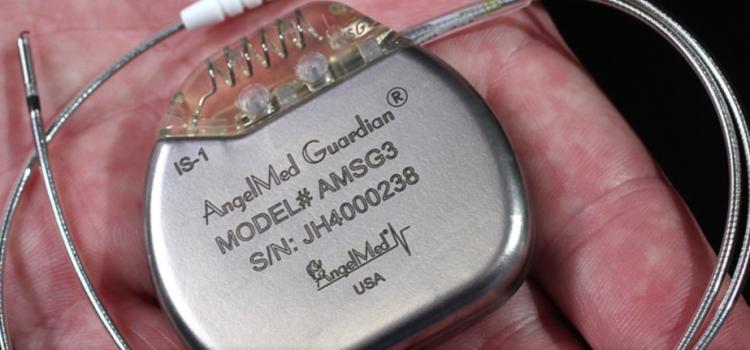 IS-1
AngelMed Guardian®
MODEL# AMSG3
S/N: JH4000238
AngelMed
USA